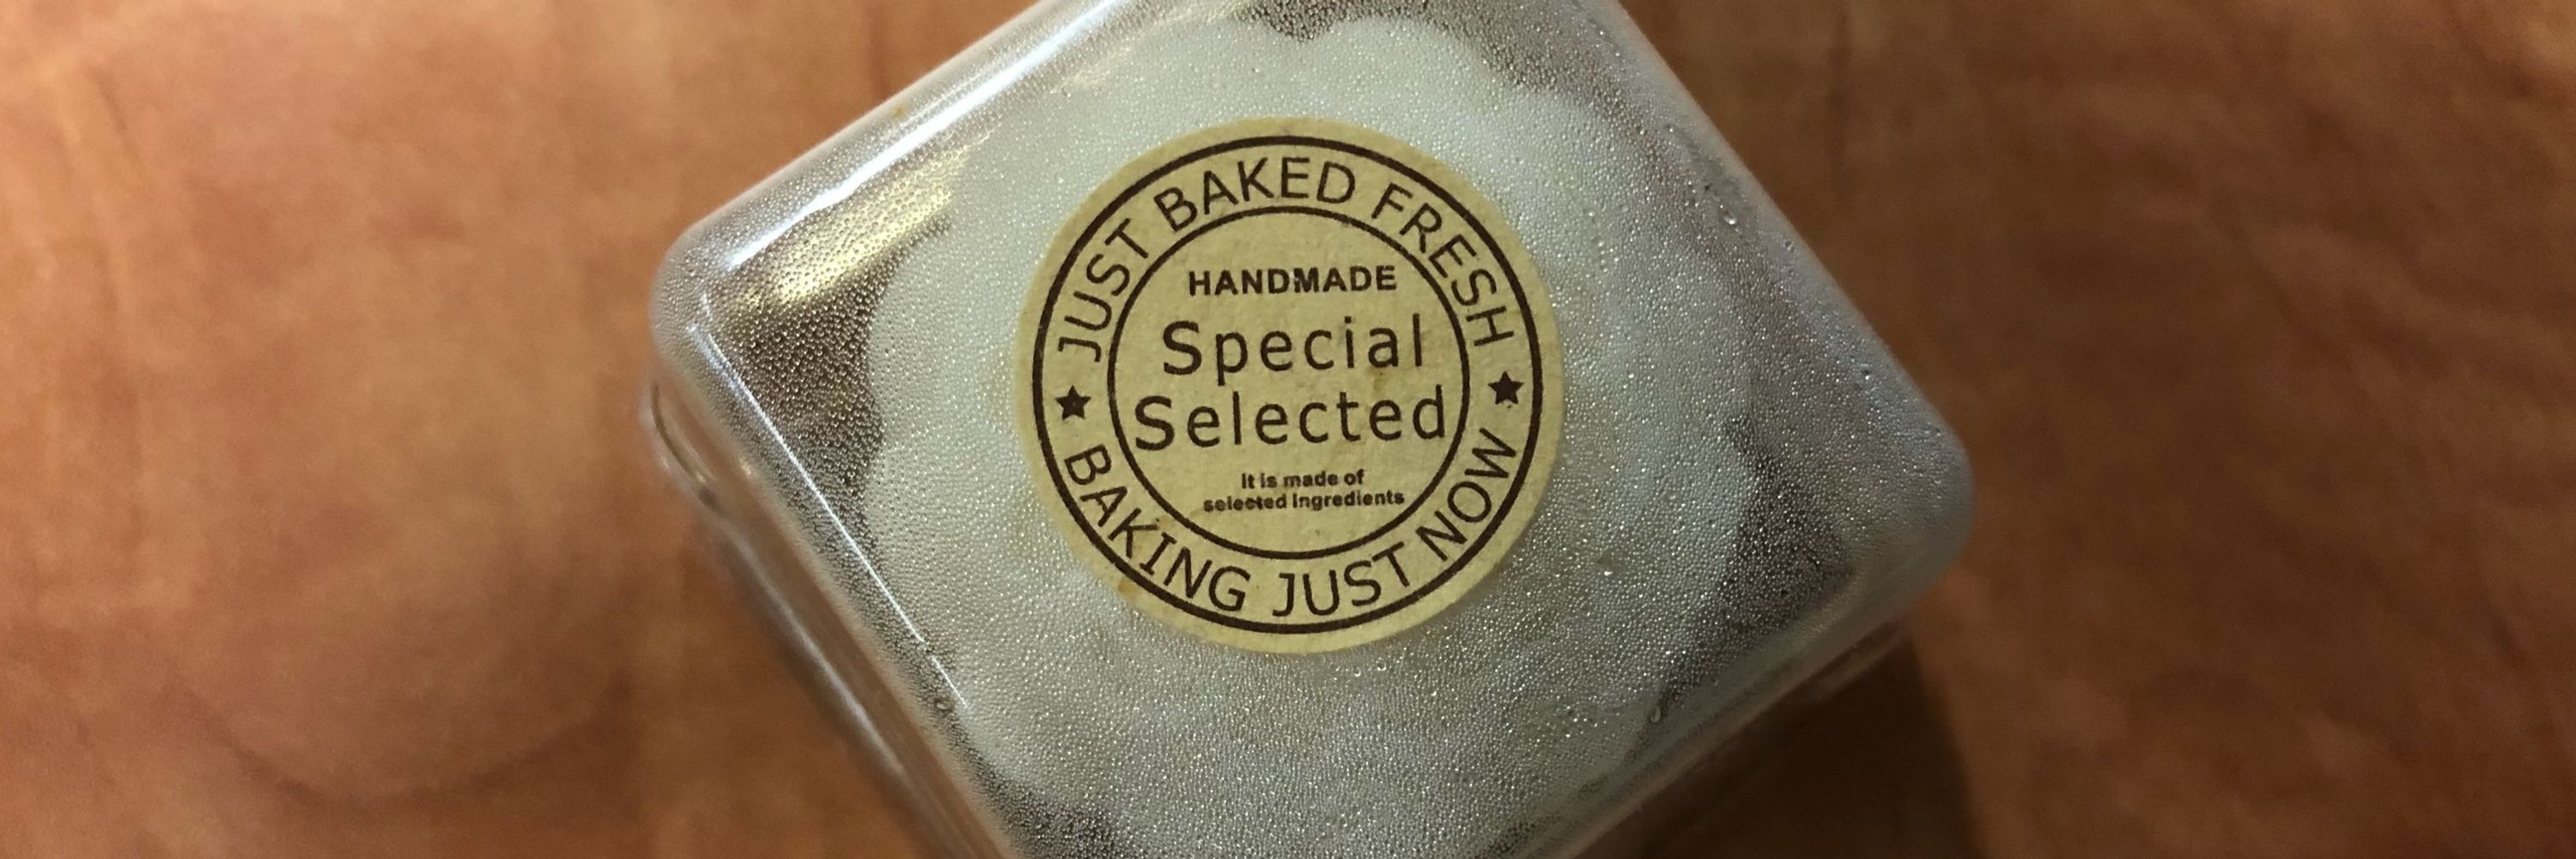 JUST BAKED FRESH
HANDMADE
Special
Selected
It is made of
selected Ingredients
BAKING JUST NOW